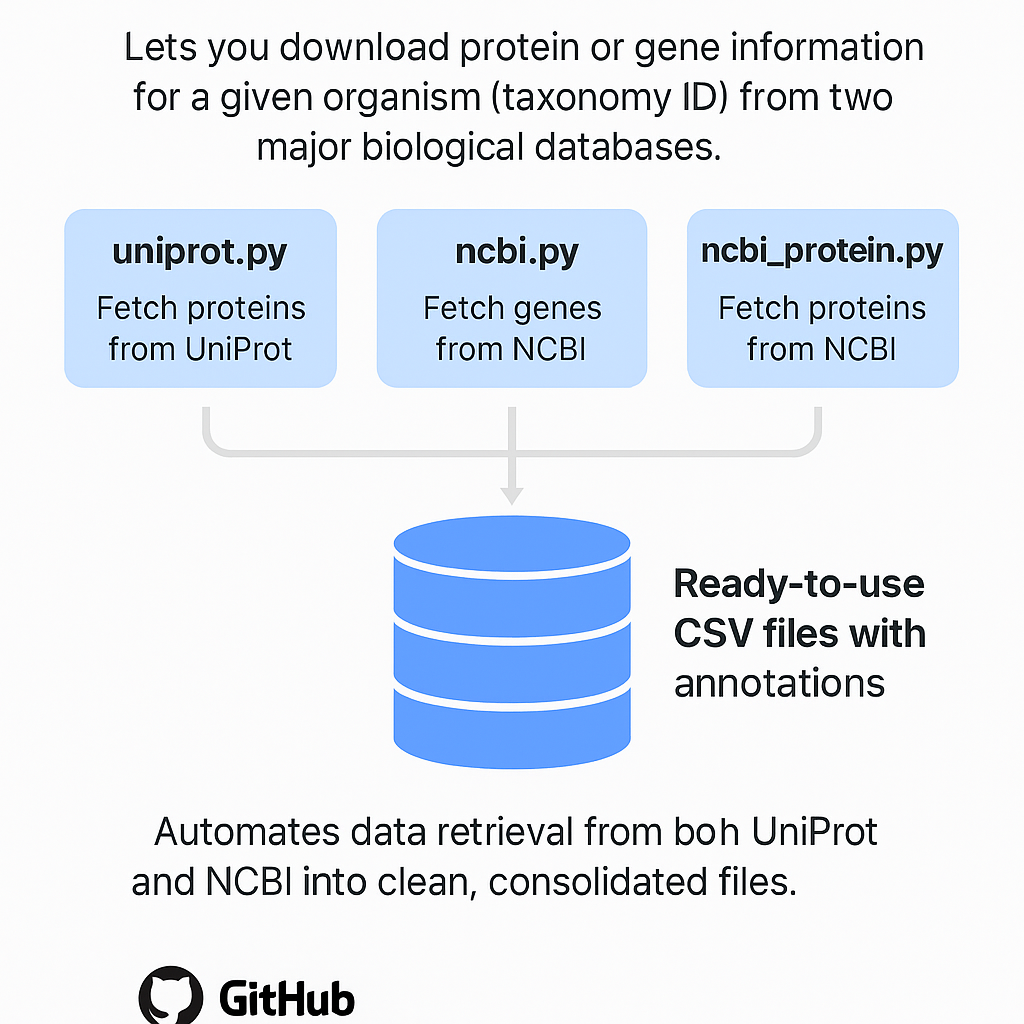 Lets you download protein or gene information
for a given organism (taxonomy ID) from two
major biological databases.
uniprot.py
Fetch proteins
from UniProt
ncbi.py
Fetch genes
from NCBI
ncbi_protein.py
Fetch proteins
from NCBI
Ready-to-use
CSV files with
annotations
Automates data retrieval from boh UniProt
and NCBI into clean, consolidated files.
GitHub